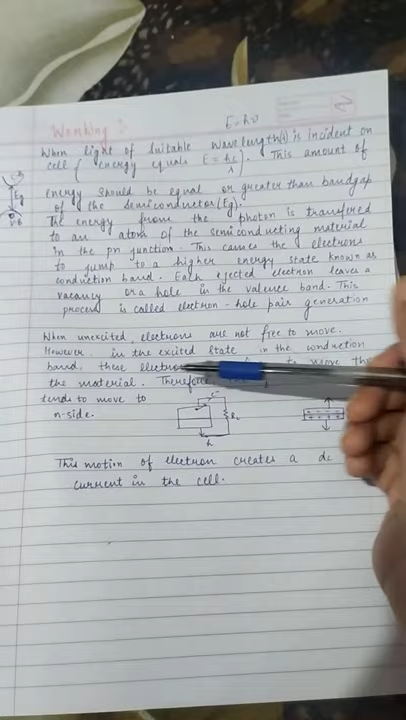 E = hν
Working :-
When light of suitable wavelength(λ) is incident on
cell ( energy equals E = hc/λ ). This amount of
energy should be equal or greater than bandgap
of the semiconductor (Eg).
The energy from the photon is transfered
to an atom of the semiconducting material
in the pn junction. This causes the electrons
to jump to a higher energy state known as
conduction band. Each ejected electron leaves a
vacancy or a hole in the valence band. This
process is called electron-hole pair generation
When unexcited, electrons are not free to move.
However in the excited state in the conduction
band, these electrons to move
the material. Therefore
tends to move to
n-side.
C.B
Eg
V.B
e-
RL
h
This motion of electron creates a dc
current in the cell.